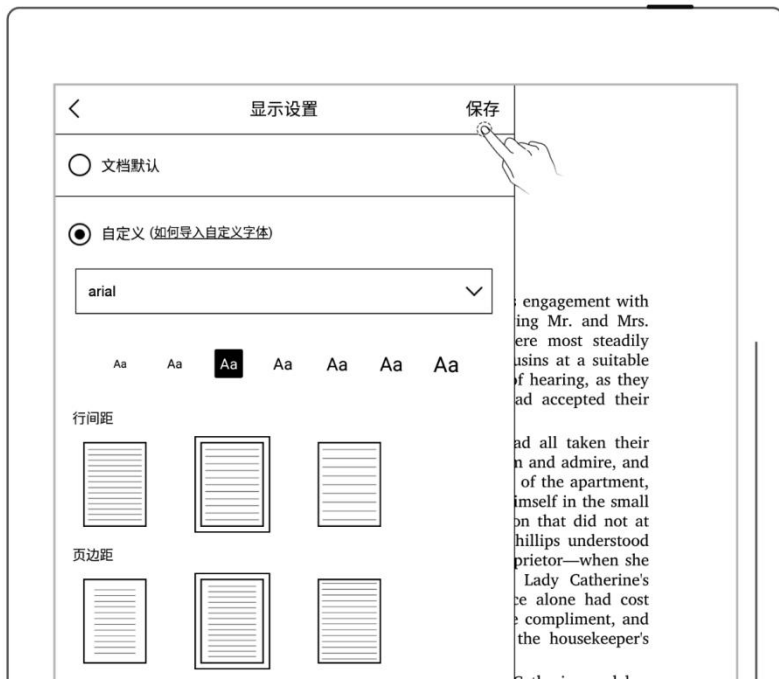 显示设置
保存
文档默认
自定义 (如何导入自定义字体)
arial
Aa Aa Aa Aa Aa Aa Aa
行间距
页边距
engagement with
ing Mr. and Mrs.
ere most steadily
usins at a suitable
of hearing, as they
ad accepted their
ad all taken their
and admire, and
of the apartment,
imself in the small
on that did not at
hillips understood
prietor—when she
Lady Catherine's
ce alone had cost
compliment, and
the housekeeper's